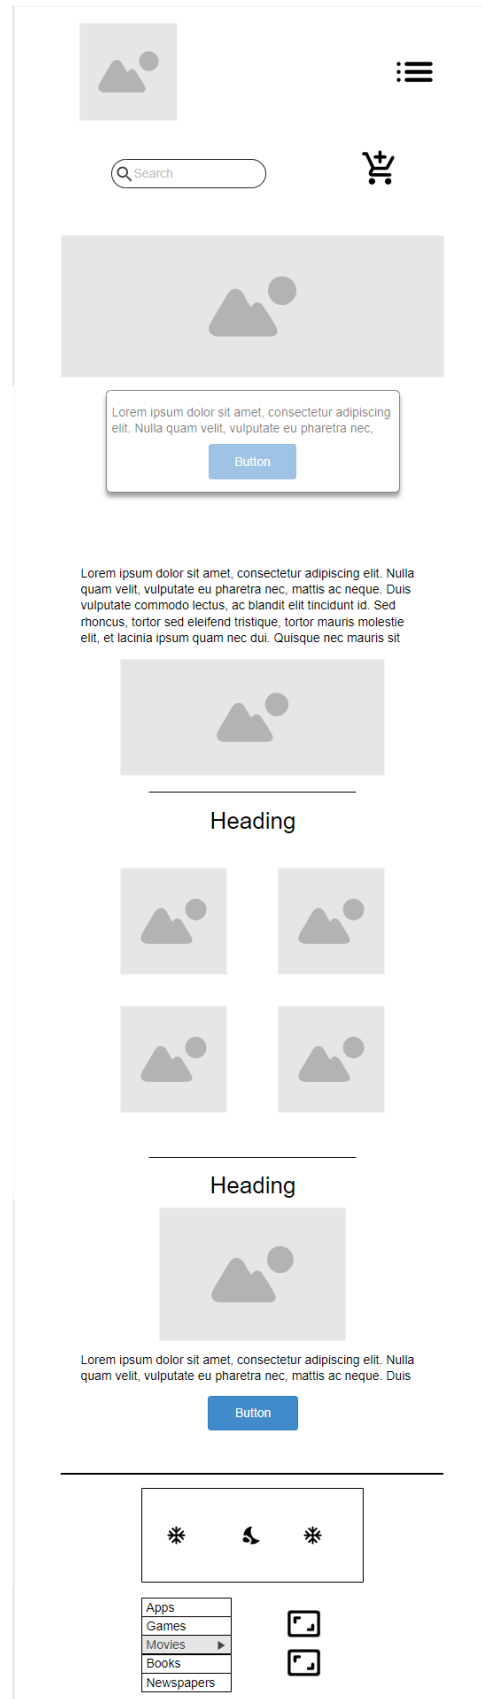 Search
Lorem ipsum dolor sit amet, consectetur adipiscing
elit. Nulla quam velit, vulputate eu pharetra nec,
Button
Lorem ipsum dolor sit amet, consectetur adipiscing elit. Nulla
quam velit, vulputate eu pharetra nec, mattis ac neque. Duis
vulputate commodo lectus, ac blandit elit tincidunt id. Sed
rhoncus, tortor sed eleifend tristique, tortor mauris molestie
elit, et lacinia ipsum quam nec dui. Quisque nec mauris sit
Heading
Heading
Lorem ipsum dolor sit amet, consectetur adipiscing elit. Nulla
quam velit, vulputate eu pharetra nec, mattis ac neque. Duis
Button
Apps
Games
Movies
Books
Newspapers